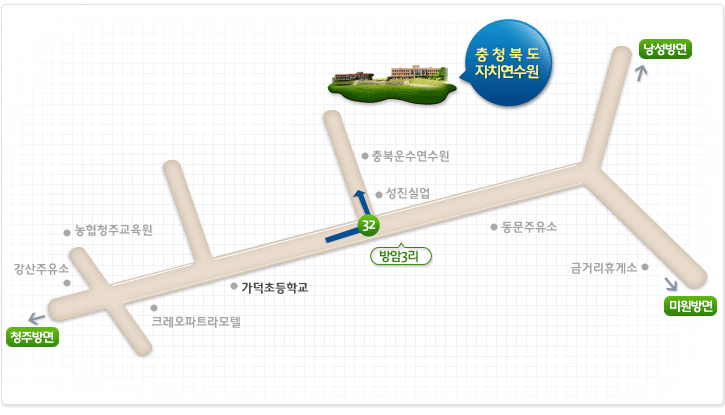 충 청 북 도
자치연수원
낭성방면
충북운수연수원
성진실업
32
동문주유소
농협청주교육원
방암3리
강산주유소
금거리휴게소
가덕초등학교
미원방면
크레오파트라모텔
청주방면